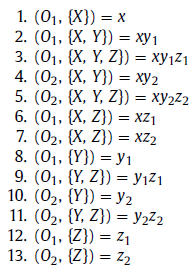 1. (O₁, {X}) = x
2. (O₁, {X, Y}) = xy₁
3. (O₁, {X, Y, Z}) = xy₁z₁
4. (O₂, {X, Y}) = xy₂
5. (O₂, {X, Y, Z}) = xy₂z₂
6. (O₁, {X, Z}) = xz₁
7. (O₂, {X, Z}) = xz₂
8. (O₁, {Y}) = y₁
9. (O₁, {Y, Z}) = y₁z₁
10. (O₂, {Y}) = y₂
11. (O₂, {Y, Z}) = y₂z₂
12. (O₁, {Z}) = z₁
13. (O₂, {Z}) = z₂